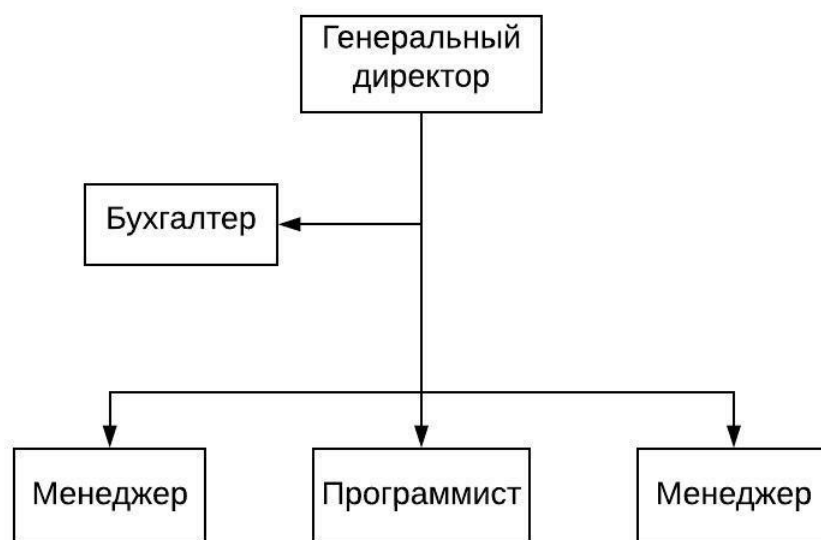 Генеральный
директор
Бухгалтер
Менеджер
Программист
Менеджер